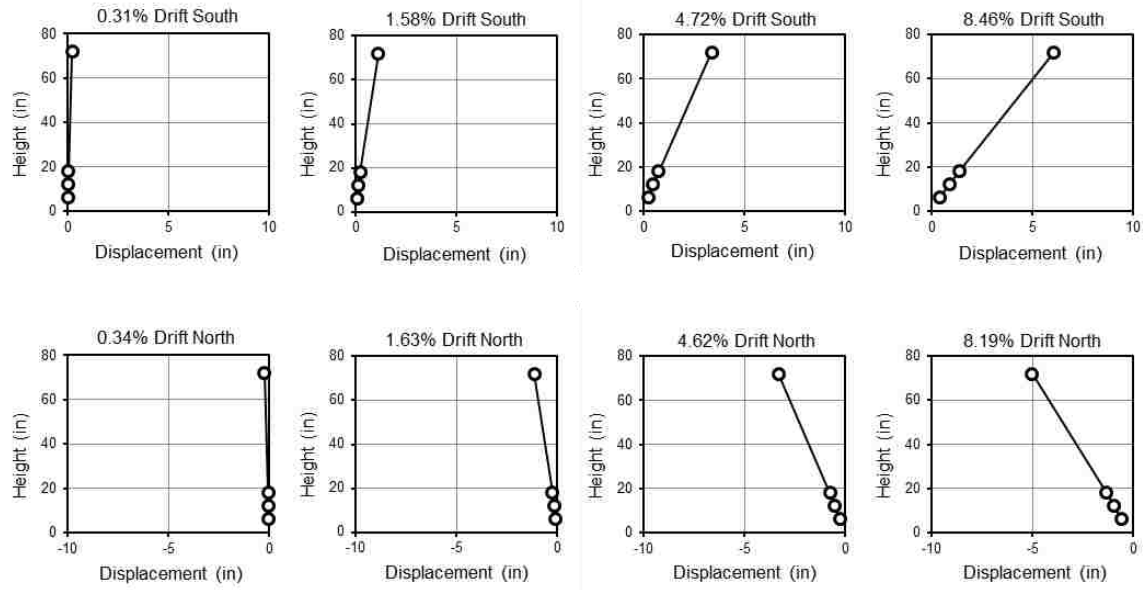 0.31% Drift South
80
60
40
20
0
Height (in)
0
5
10
Displacement (in)
1.58% Drift South
80
60
40
20
0
Height (in)
0
5
10
Displacement (in)
4.72% Drift South
80
60
40
20
0
Height (in)
0
5
10
Displacement (in)
8.46% Drift South
80
60
40
20
0
Height (in)
0
5
10
Displacement (in)
0.34% Drift North
80
60
40
20
0
Height (in)
-10
-5
0
Displacement (in)
1.63% Drift North
80
60
40
20
0
Height (in)
-10
-5
0
Displacement (in)
4.62% Drift North
80
60
40
20
0
Height (in)
-10
-5
0
Displacement (in)
8.19% Drift North
80
60
40
20
0
Height (in)
-10
-5
0
Displacement (in)